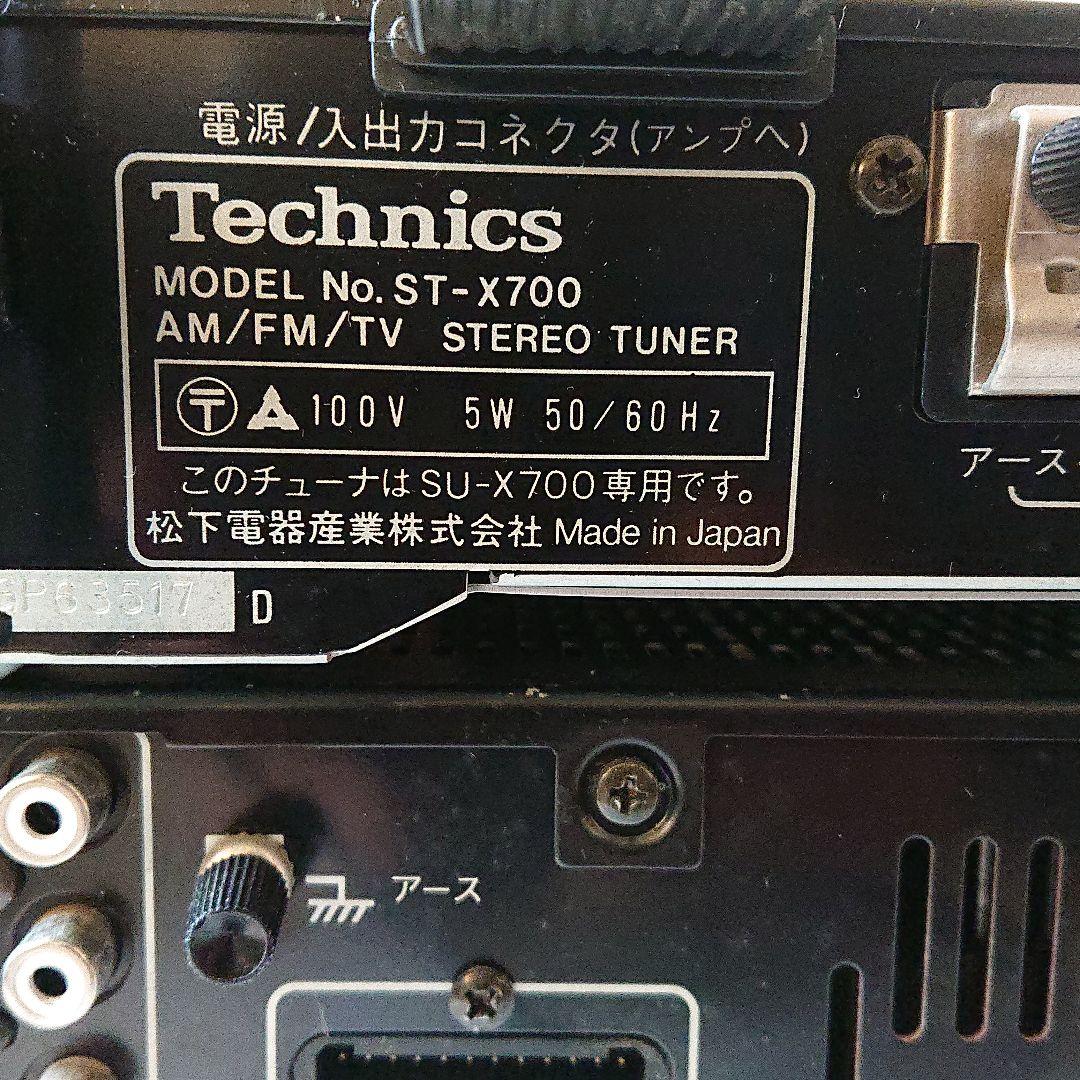 電源/入出力コネクタ(アンプへ)
Technics
MODEL No. ST-X700
AM/FM/TV STEREO TUNER
100V 5W 50/60Hz
このチューナはSU-X700専用です。
松下電器産業株式会社 Made in Japan
アース
P63517 D
アース